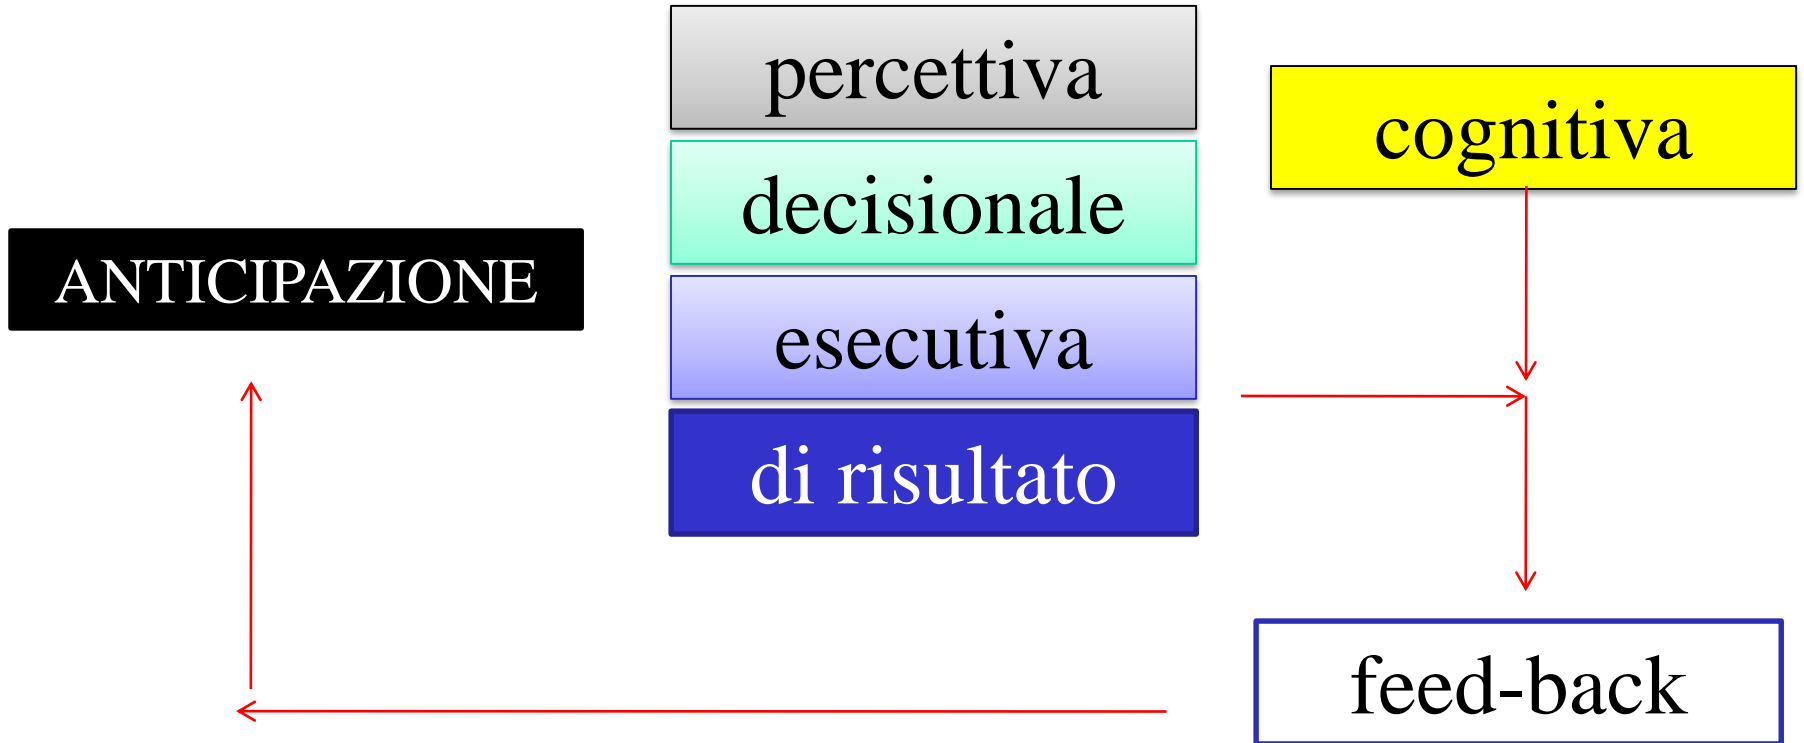 percettiva
cognitiva
decisionale
ANTICIPAZIONE
esecutiva
di risultato
feed-back